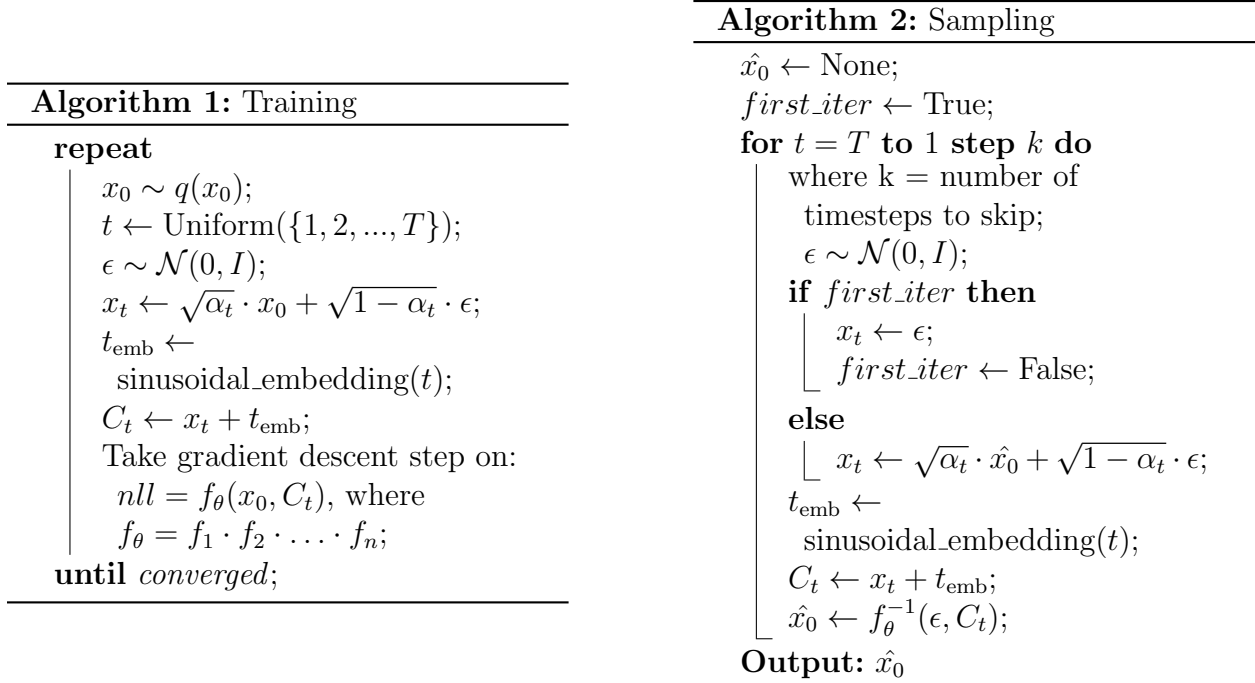 Algorithm 1: Training
repeat
x_0 ∼ q(x_0);
t ← Uniform({1, 2, ..., T});
ϵ ∼ 𝒩(0, I);
x_t ← √α_t · x_0 + √(1 − α_t) · ϵ;
t_emb ←
sinusoidal_embedding(t);
C_t ← x_t + t_emb;
Take gradient descent step on:
nll = f_θ(x_0, C_t), where
f_θ = f_1 · f_2 · . . . · f_n;
until converged;
Algorithm 2: Sampling
x̂_0 ← None;
first_iter ← True;
for t = T to 1 step k do
where k = number of
timesteps to skip;
ϵ ∼ 𝒩(0, I);
if first_iter then
x_t ← ϵ;
first_iter ← False;
else
x_t ← √α_t · x̂_0 + √(1 − α_t) · ϵ;
t_emb ←
sinusoidal_embedding(t);
C_t ← x_t + t_emb;
x̂_0 ← f_θ^{-1}(ϵ, C_t);
Output: x̂_0